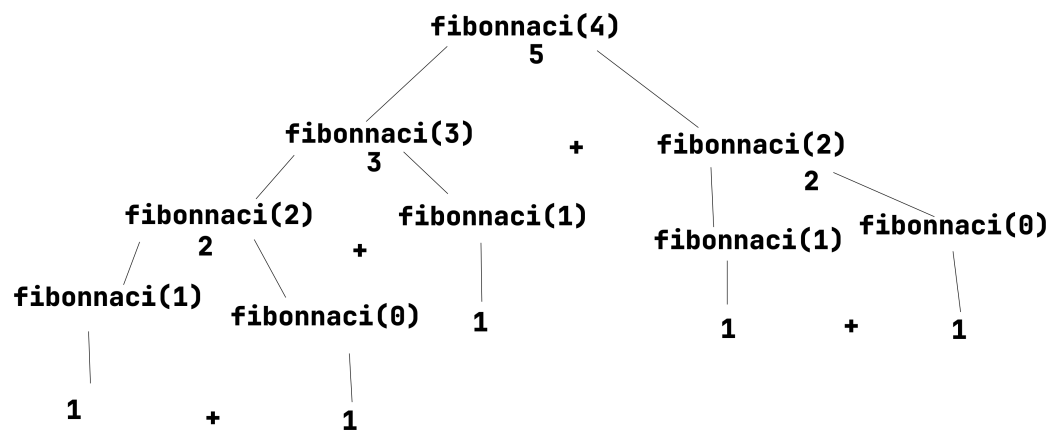 fibonnaci(4)
5
fibonnaci(3) + fibonnaci(2)
3
2
fibonnaci(2) fibonnaci(1)
fibonnaci(0)
2 +
fibonnaci(1)
fibonnaci(1)
fibonnaci(0)
1
1 + 1
1 + 1